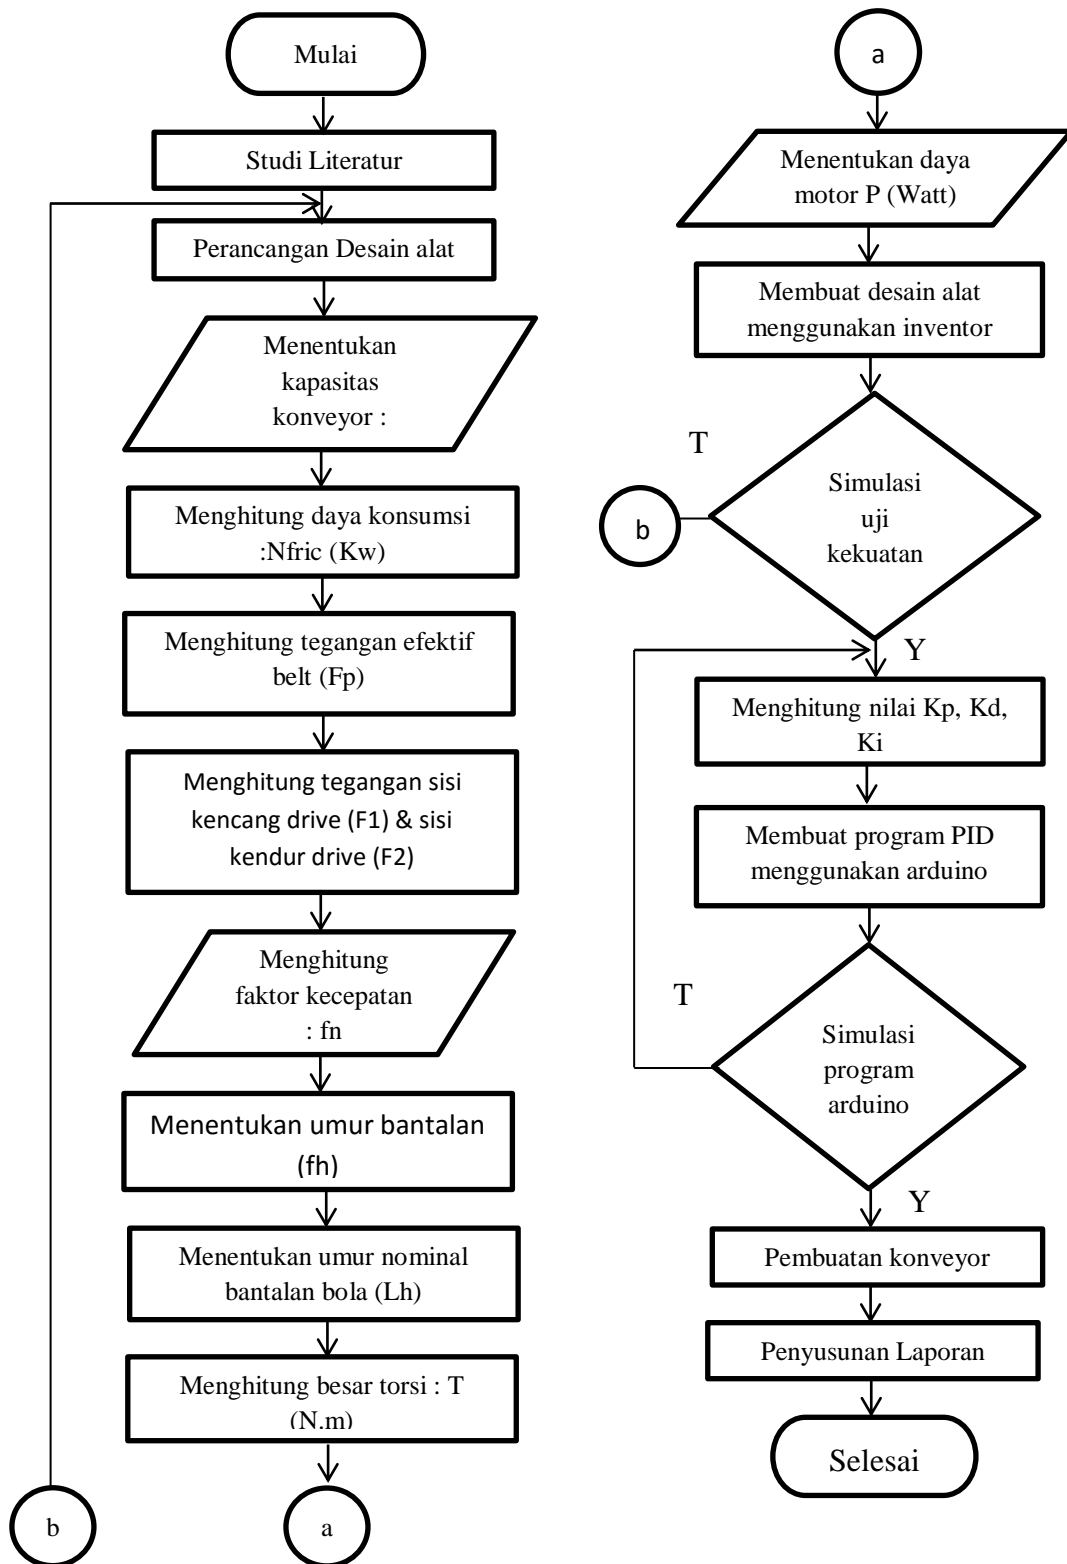 Mulai
Studi Literatur
Perancangan Desain alat
Menentukan
kapasitas
konveyor :
Menghitung daya konsumsi
:Nfric (Kw)
Menghitung tegangan efektif
belt (Fp)
Menghitung tegangan sisi
kencang drive (F1) & sisi
kendur drive (F2)
Menghitung
faktor kecepatan
: fn
Menentukan umur bantalan
(fh)
Menentukan umur nominal
bantalan bola (Lh)
Menghitung besar torsi : T
(N.m)
b
a
a
Menentukan daya
motor P (Watt)
Membuat desain alat
menggunakan inventor
T
Simulasi
uji
kekuatan
b
Y
Menghitung nilai Kp, Kd,
Ki
Membuat program PID
menggunakan arduino
T
Simulasi
program
arduino
Y
Pembuatan konveyor
Penyusunan Laporan
Selesai